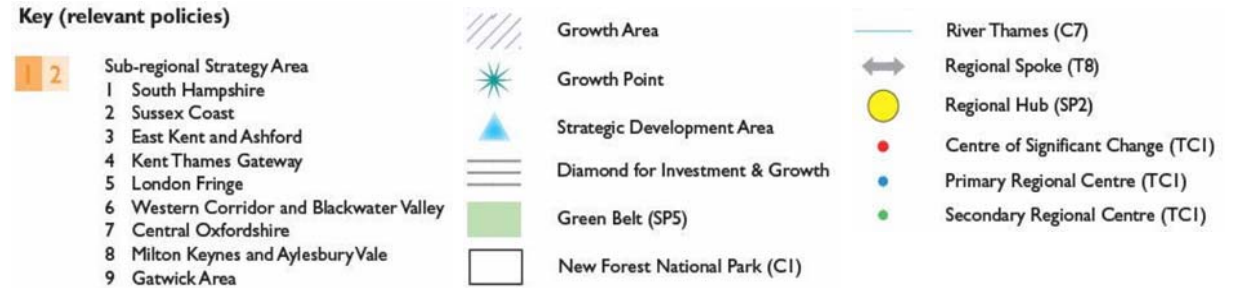 Key (relevant policies)
1 2
Sub-regional Strategy Area
1 South Hampshire
2 Sussex Coast
3 East Kent and Ashford
4 Kent Thames Gateway
5 London Fringe
6 Western Corridor and Blackwater Valley
7 Central Oxfordshire
8 Milton Keynes and Aylesbury Vale
9 Gatwick Area
Growth Area
Growth Point
Strategic Development Area
Diamond for Investment & Growth
Green Belt (SP5)
New Forest National Park (C1)
River Thames (C7)
Regional Spoke (T8)
Regional Hub (SP2)
Centre of Significant Change (TC1)
Primary Regional Centre (TC1)
Secondary Regional Centre (TC1)